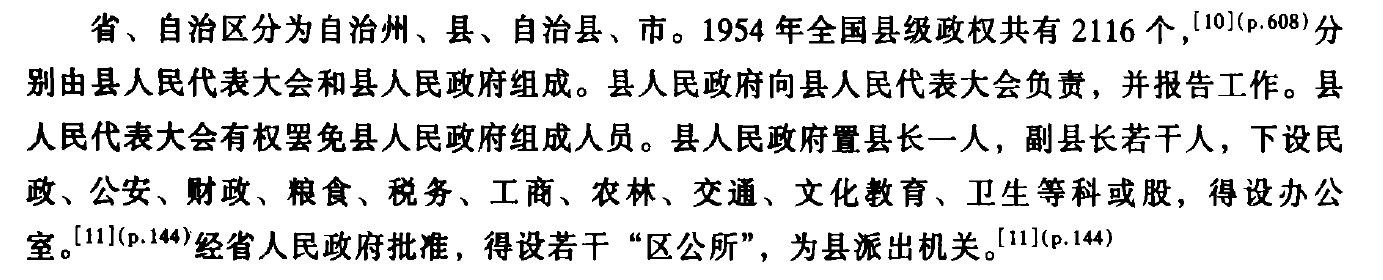 省、自治区分为自治州、县、自治县、市。1954 年全国县级政权共有 2116 个,[10](p.608)分
别由县人民代表大会和县人民政府组成。县人民政府向县人民代表大会负责，并报告工作。县
人民代表大会有权罢免县人民政府组成人员。县人民政府置县长一人，副县长若干人，下设民
政、公安、财政、粮食、税务、工商、农林、交通、文化教育、卫生等科或股，得设办公
室。[11](p.144)经省人民政府批准，得设若干“区公所”，为县派出机关。[11](p.144)